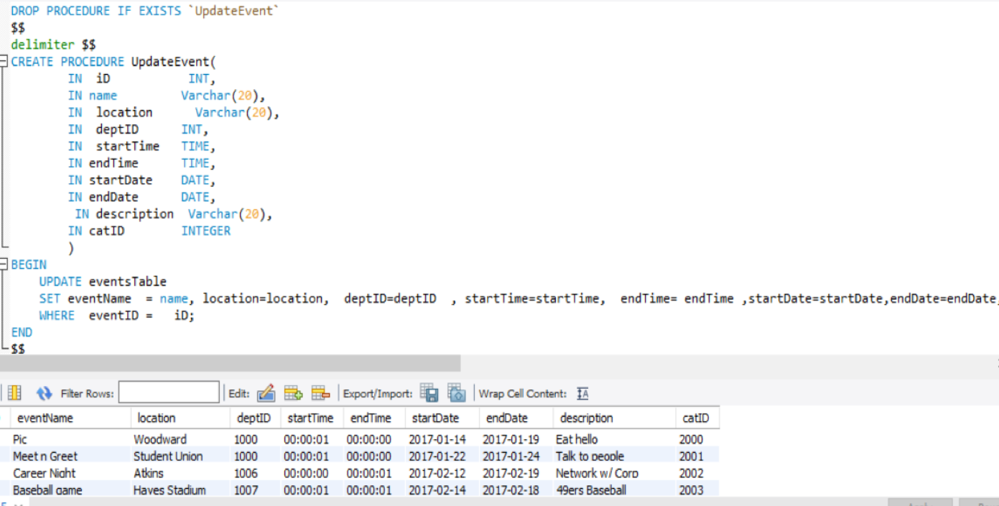 DROP PROCEDURE IF EXISTS `UpdateEvent`
$$
delimiter $$
CREATE PROCEDURE UpdateEvent(
IN iD INT,
IN name Varchar(20),
IN location Varchar(20),
IN deptID INT,
IN startTime TIME,
IN endTime TIME,
IN startDate DATE,
IN endDate DATE,
IN description Varchar(20),
IN catID INTEGER
)
BEGIN
UPDATE eventsTable
SET eventName = name, location=location, deptID=deptID , startTime=startTime, endTime= endTime ,startDate=startDate,endDate=endDate,
WHERE eventID = iD;
END
$$
Filter Rows: Edit: Export/Import: Wrap Cell Content: IA
eventName location deptID startTime endTime startDate endDate description catID
Pic Woodward 1000 00:00:01 00:00:00 2017-01-14 2017-01-19 Eat hello 2000
Meet n Greet Student Union 1000 00:00:01 00:00:00 2017-01-22 2017-01-24 Talk to people 2001
Career Night Atkins 1006 00:00:00 00:00:01 2017-02-12 2017-02-19 Network w/ Corp 2002
Baseball game Hayes Stadium 1007 00:00:01 00:00:01 2017-02-14 2017-02-18 49ers Baseball 2003